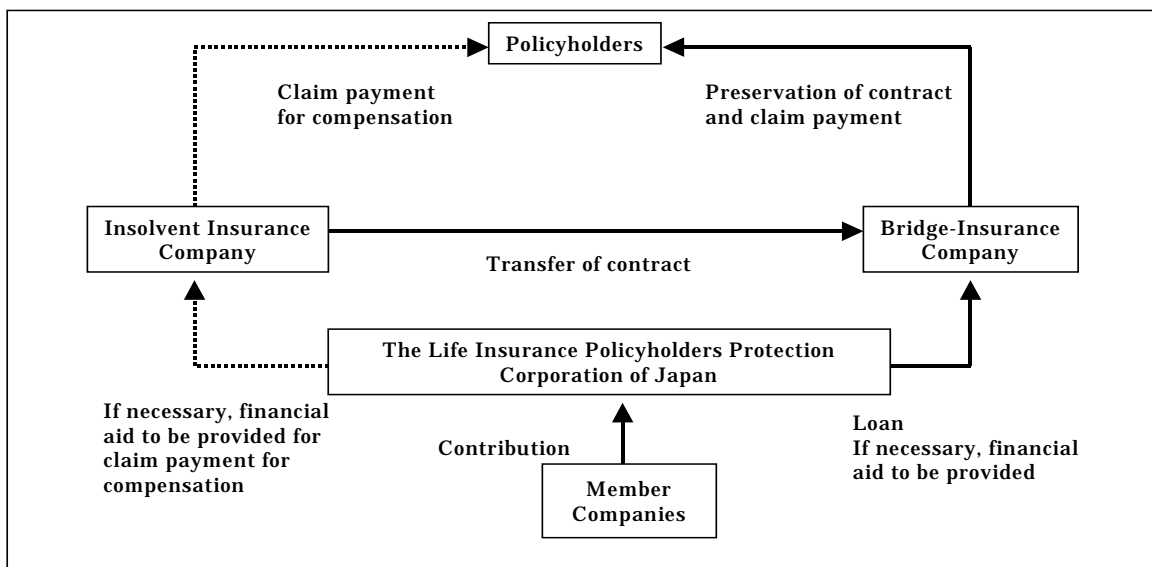 Policyholders
Claim payment
for compensation
Preservation of contract
and claim payment
Insolvent Insurance
Company
Bridge-Insurance
Company
Transfer of contract
The Life Insurance Policyholders Protection
Corporation of Japan
If necessary, financial
aid to be provided for
claim payment for
compensation
Contribution
Loan
If necessary, financial
aid to be provided
Member
Companies